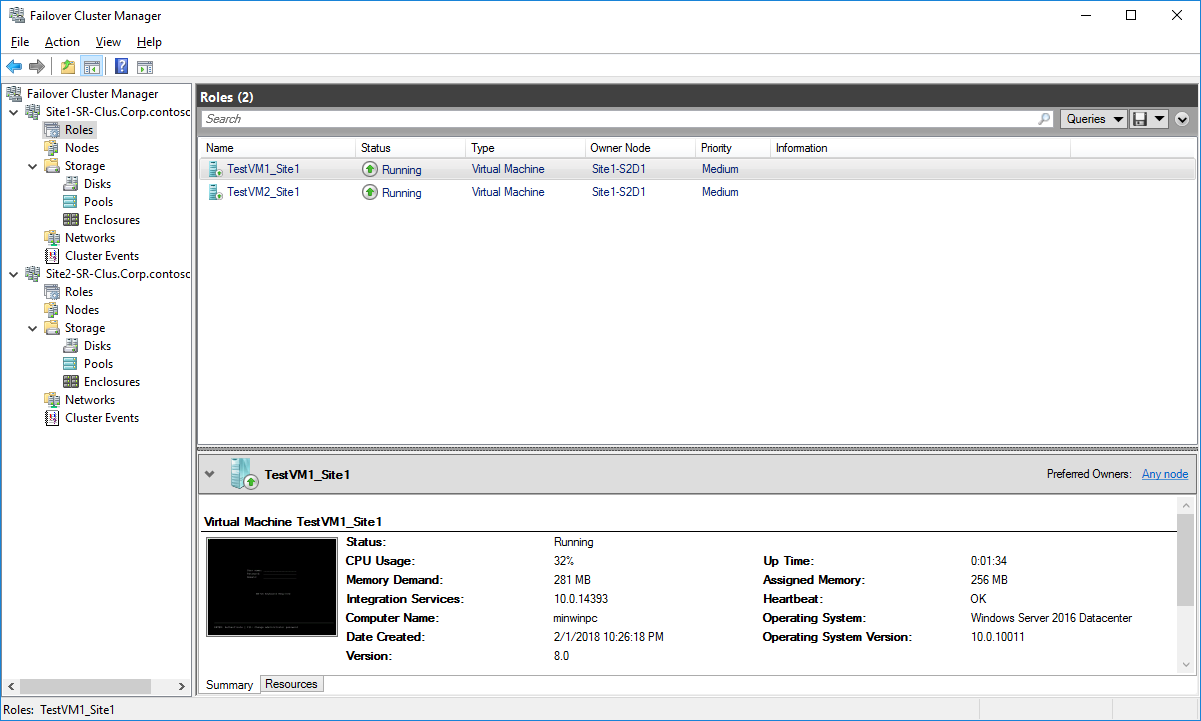 Failover Cluster Manager
File Action View Help
Failover Cluster Manager
Site1-SR-Clus.Corp.contosc
Roles
Nodes
Storage
Disks
Pools
Enclosures
Networks
Cluster Events
Site2-SR-Clus.Corp.contosc
Roles
Nodes
Storage
Disks
Pools
Enclosures
Networks
Cluster Events
Roles (2)
Search
Queries
Name Status Type Owner Node Priority Information
TestVM1_Site1 Running Virtual Machine Site1-S2D1 Medium
TestVM2_Site1 Running Virtual Machine Site1-S2D1 Medium
TestVM1_Site1 Preferred Owners: Any node
Virtual Machine TestVM1_Site1
Status: Running
CPU Usage: 32% Up Time: 0:01:34
Memory Demand: 281 MB Assigned Memory: 256 MB
Integration Services: 10.0.14393 Heartbeat: OK
Computer Name: minwinpc Operating System: Windows Server 2016 Datacenter
Date Created: 2/1/2018 10:26:18 PM Operating System Version: 10.0.10011
Version: 8.0
Summary Resources
Roles: TestVM1_Site1